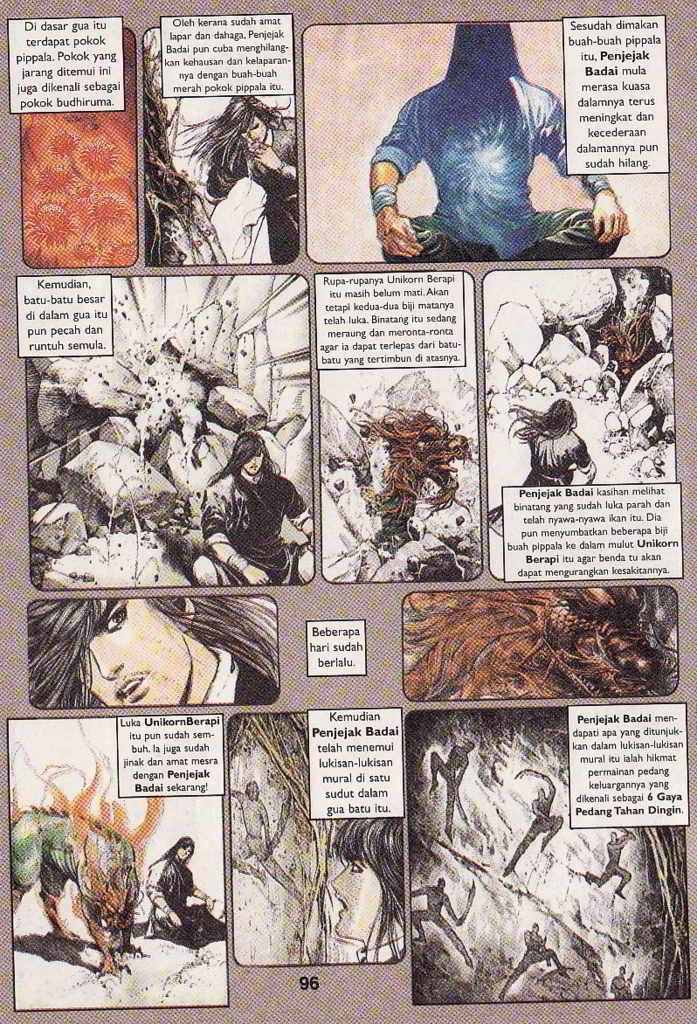 Di dasar gua itu
terdapat pokok
pippala. Pokok yang
jarang ditemui ini
juga dikenali sebagai
pokok budhiruma.
Oleh kerana sudah amat
lapar dan dahaga, Penjejak
Badai pun cuba menghilang-
kan kehausan dan kelaparan-
nya dengan buah-buah
merah pokok pippala itu.
Sesudah dimakan
buah-buah pippala
itu, Penjejak
Badai mula
merasa kuasa
dalamnya terus
meningkat dan
kecederaan
dalamannya pun
sudah hilang.
Kemudian,
batu-batu besar
di dalam gua itu
pun pecah dan
runtuh semula.
Rupa-rupanya Unikorn Berapi
itu masih belum mati. Akan
tetapi kedua-dua biji matanya
telah luka. Binatang itu sedang
meraung dan meronta-ronta
agar ia dapat terlepas dari batu-
batu yang tertimbun di atasnya.
Penjejak Badai kasihan melihat
binatang yang sudah luka parah dan
telah nyawa-nyawa ikan itu. Dia
pun menyumbatkan beberapa biji
buah pippala ke dalam mulut Unikorn
Berapi itu agar benda tu akan
dapat mengurangkan kesakitannya.
Beberapa
hari sudah
berlalu.
Luka UnikornBerapi
itu pun sudah sem-
buh. Ia juga sudah
jinak dan amat mesra
dengan Penjejak
Badai sekarang!
Kemudian
Penjejak Badai
telah menemui
lukisan-lukisan
mural di satu
sudut dalam
gua batu itu.
Penjejak Badai men-
dapati apa yang ditunjuk-
kan dalam lukisan-lukisan
mural itu ialah hikmat
permainan pedang
keluargannya yang
dikenali sebagai 6 Gaya
Pedang Tahan Dingin.
96